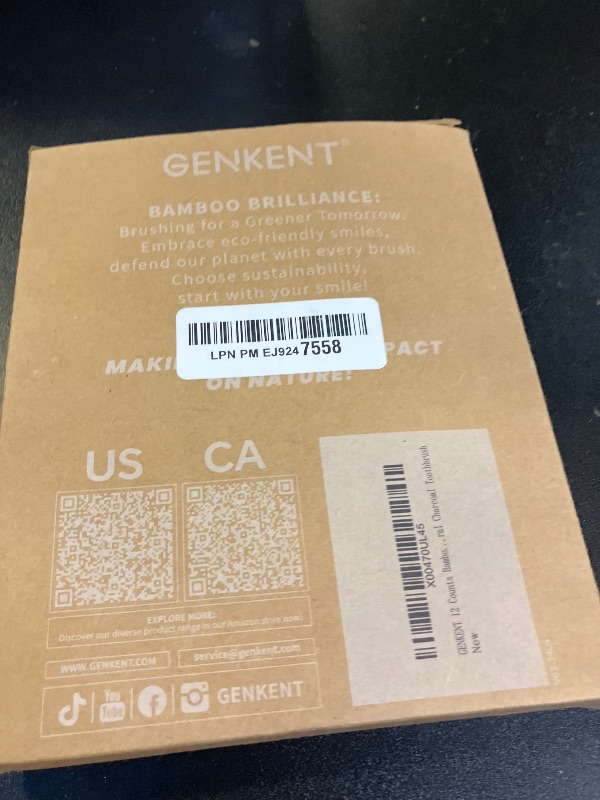 GENKENT®
BAMBOO BRILLIANCE:
Brushing for a Greener Tomorrow.
Embrace eco-friendly smiles,
defend our planet with every brush.
Choose sustainability,
start with your smile!
LPN PM EJ9247558
MAKI PACT
ON NATURE!
US CA
EXPLORE MORE:
Discover our diverse product range in our Amazon store now!
WWW.GENKENT.COM
service@genkent.com
You
Tube
GENKENT
X00470UL45
GENKENT 12 Counts Bamboo...ral Charcoal Toothbrush
New